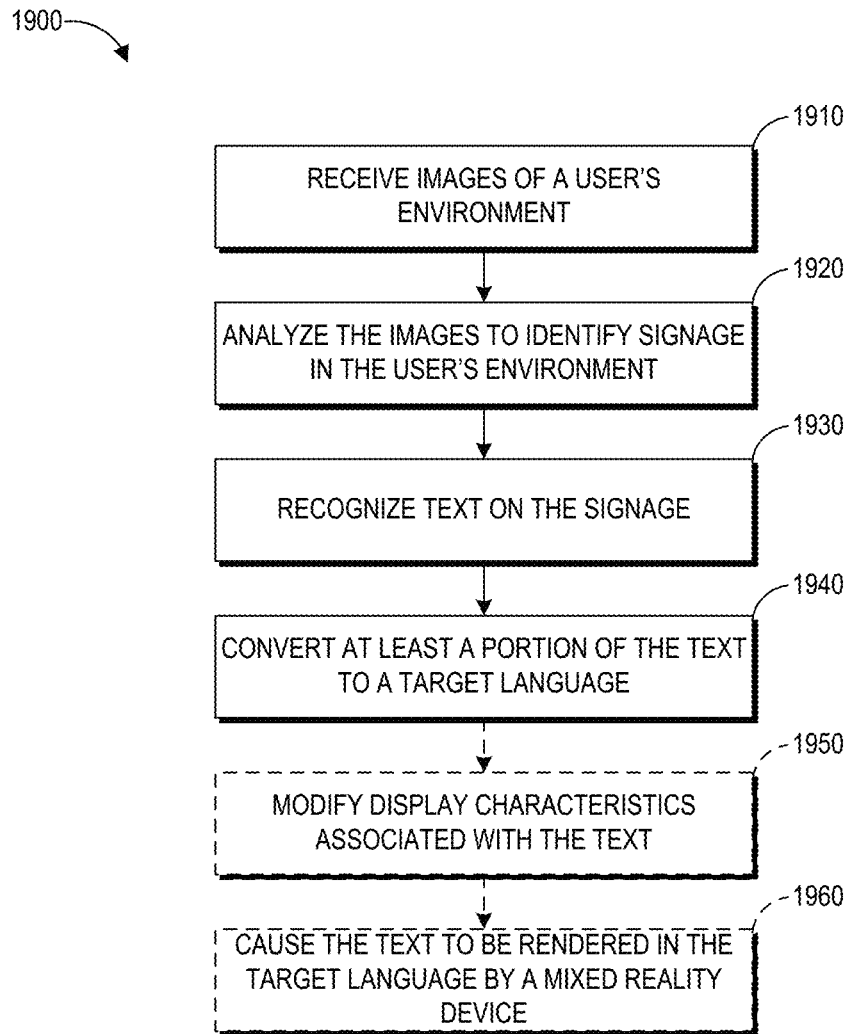 1900
1910
RECEIVE IMAGES OF A USER'S
ENVIRONMENT
1920
ANALYZE THE IMAGES TO IDENTIFY SIGNAGE
IN THE USER'S ENVIRONMENT
1930
RECOGNIZE TEXT ON THE SIGNAGE
1940
CONVERT AT LEAST A PORTION OF THE TEXT
TO A TARGET LANGUAGE
1950
MODIFY DISPLAY CHARACTERISTICS
ASSOCIATED WITH THE TEXT
1960
CAUSE THE TEXT TO BE RENDERED IN THE
TARGET LANGUAGE BY A MIXED REALITY
DEVICE